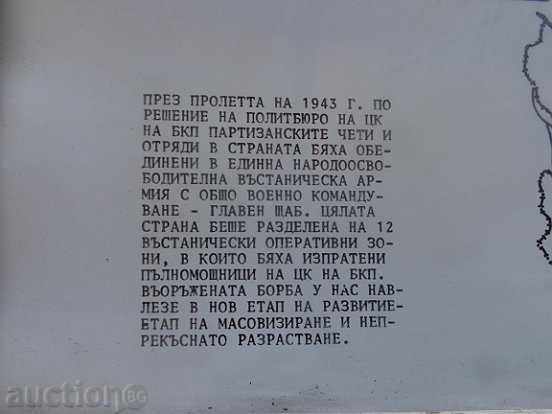 ПРЕЗ ПРОЛЕТТА НА 1943 Г. ПО
РЕШЕНИЕ НА ПОЛИТБЮРО НА ЦК
НА БКП ПАРТИЗАНСКИТЕ ЧЕТИ И
ОТРЯДИ В СТРАНАТА БЯХА ОБЕ-
ДИНЕНИ В ЕДИННА НАРОДООСВО-
БОДИТЕЛНА ВЪСТАНИЧЕСКА АР-
МИЯ С ОБЩО ВОЕННО КОМАНДУ-
ВАНЕ - ГЛАВЕН ЩАБ. ЦЯЛАТА
СТРАНА БЕШЕ РАЗДЕЛЕНА НА 12
ВЪСТАНИЧЕСКИ ОПЕРАТИВНИ ЗО-
НИ, В КОИТО БЯХА ИЗПРАТЕНИ
ПЪЛНОМОЩНИЦИ НА ЦК НА БКП.
ВЪОРЪЖЕНАТА БОРБА У НАС НАВ-
ЛЕЗЕ В НОВ ЕТАП НА РАЗВИТИЕ-
ЕТАП НА МАСОВИЗИРАНЕ И НЕП-
РЕКЪСНАТО РАЗРАСТВАНЕ.
auction BG